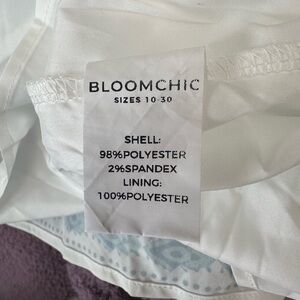 BLOOMCHIC
SIZES 10-30
SHELL:
98%POLYESTER
2%SPANDEX
LINING:
100%POLYESTER